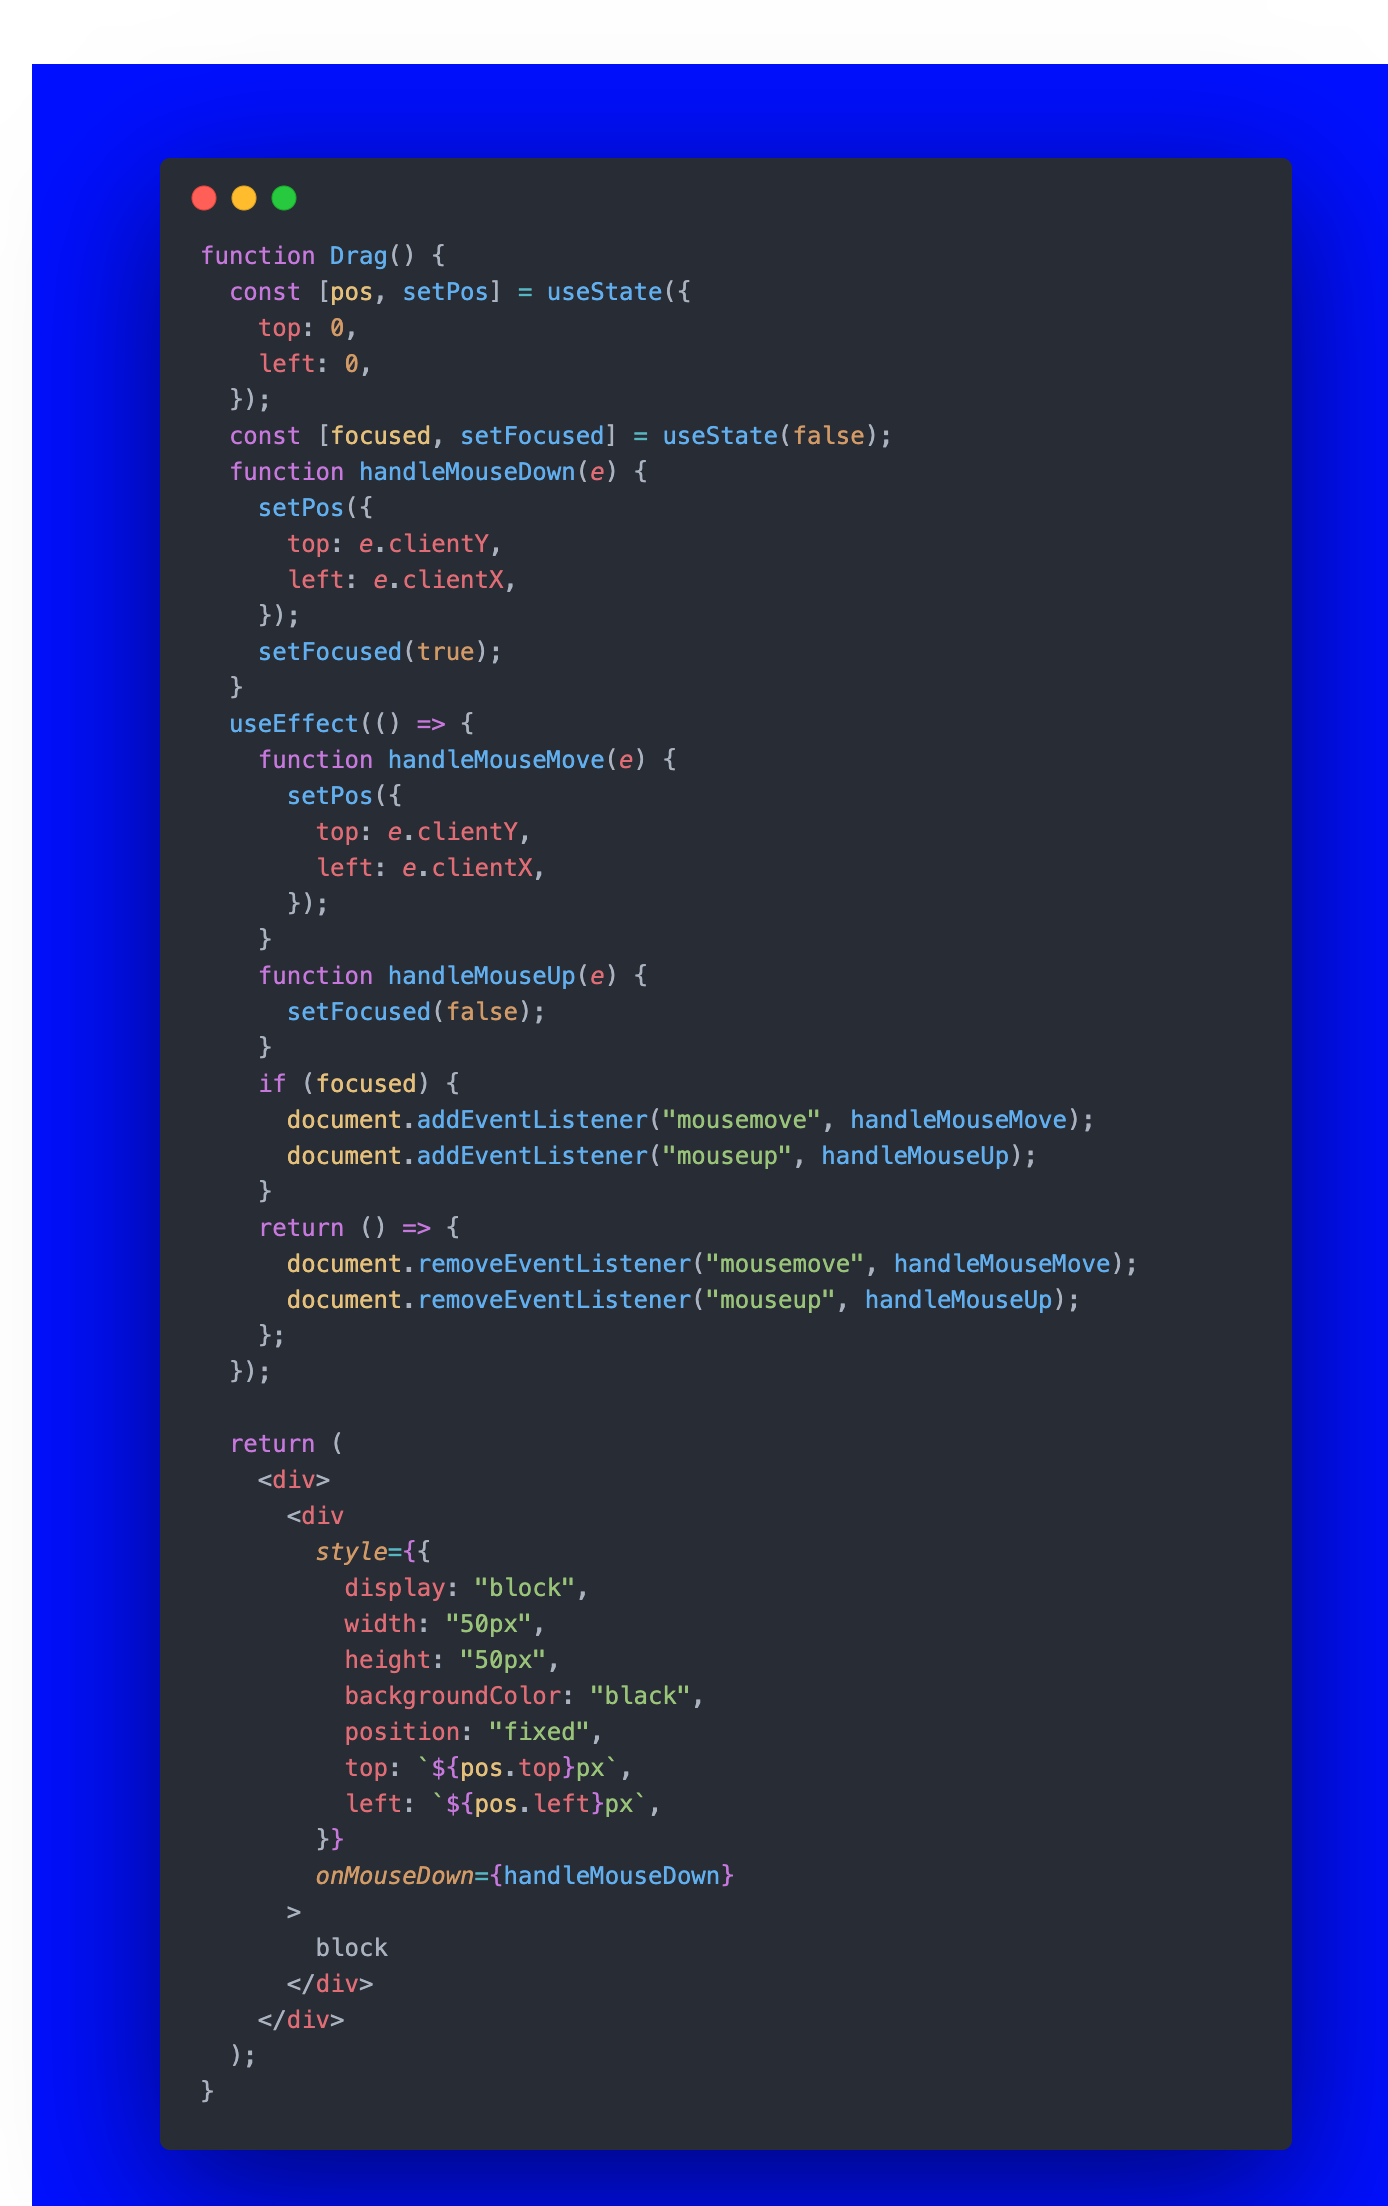 function Drag() {
  const [pos, setPos] = useState({
    top: 0,
    left: 0,
  });
  const [focused, setFocused] = useState(false);
  function handleMouseDown(e) {
    setPos({
      top: e.clientY,
      left: e.clientX,
    });
    setFocused(true);
  }
  useEffect(() => {
    function handleMouseMove(e) {
      setPos({
        top: e.clientY,
        left: e.clientX,
      });
    }
    function handleMouseUp(e) {
      setFocused(false);
    }
    if (focused) {
      document.addEventListener("mousemove", handleMouseMove);
      document.addEventListener("mouseup", handleMouseUp);
    }
    return () => {
      document.removeEventListener("mousemove", handleMouseMove);
      document.removeEventListener("mouseup", handleMouseUp);
    };
  });

  return (
    <div>
      <div
        style={{
          display: "block",
          width: "50px",
          height: "50px",
          backgroundColor: "black",
          position: "fixed",
          top: `${pos.top}px`,
          left: `${pos.left}px`,
        }}
        onMouseDown={handleMouseDown}
      >
        block
      </div>
    </div>
  );
}